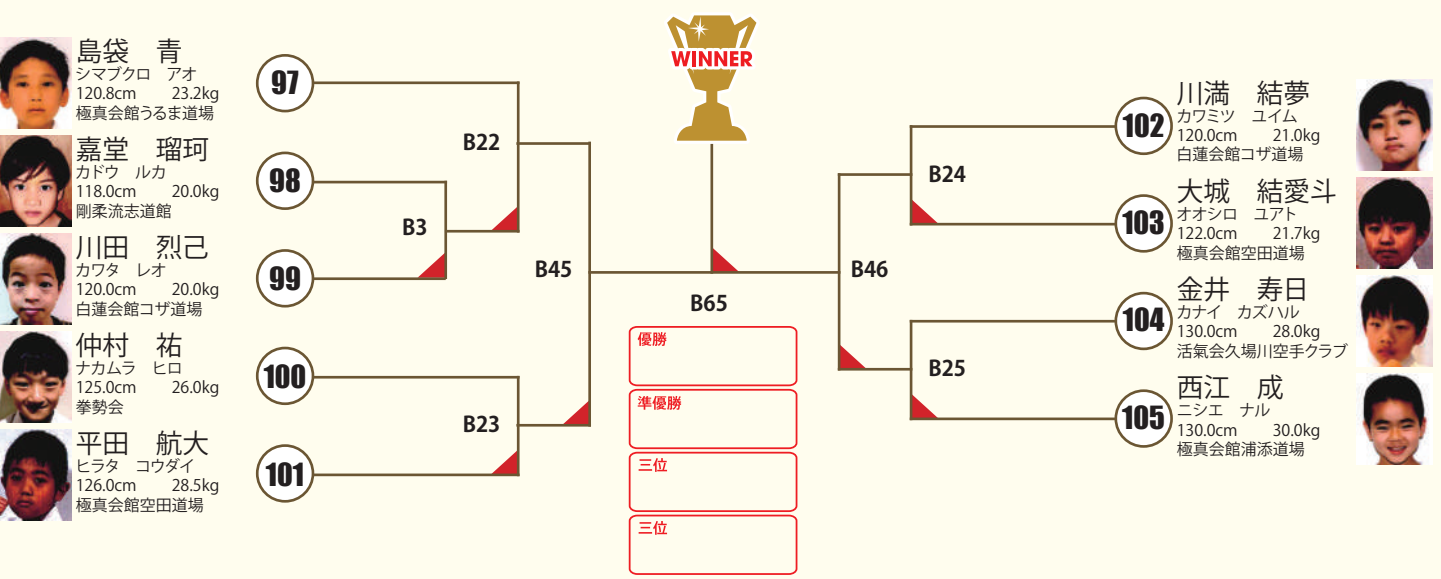 島袋　青
シマブクロ　アオ
120.8cm　23.2kg
極真会館うるま道場
97
嘉堂　瑠珂
カドウ　ルカ
118.0cm　20.0kg
剛柔流志道館
98
川田　烈己
カワタ　レオ
120.0cm　20.0kg
白蓮会館コザ道場
99
仲村　祐
ナカムラ　ヒロ
125.0cm　26.0kg
拳勢会
100
平田　航大
ヒラタ　コウダイ
126.0cm　28.5kg
極真会館空田道場
101
B22
B3
B45
B23
WINNER
B65
優勝
準優勝
三位
三位
B24
B46
B25
102
川満　結夢
カワミツ　ユイム
120.0cm　21.0kg
白蓮会館コザ道場
103
大城　結愛斗
オオシロ　ユアト
122.0cm　21.7kg
極真会館空田道場
104
金井　寿日
カナイ　カズハル
130.0cm　28.0kg
活氣会久場川空手クラブ
105
西江　成
ニシエ　ナル
130.0cm　30.0kg
極真会館浦添道場